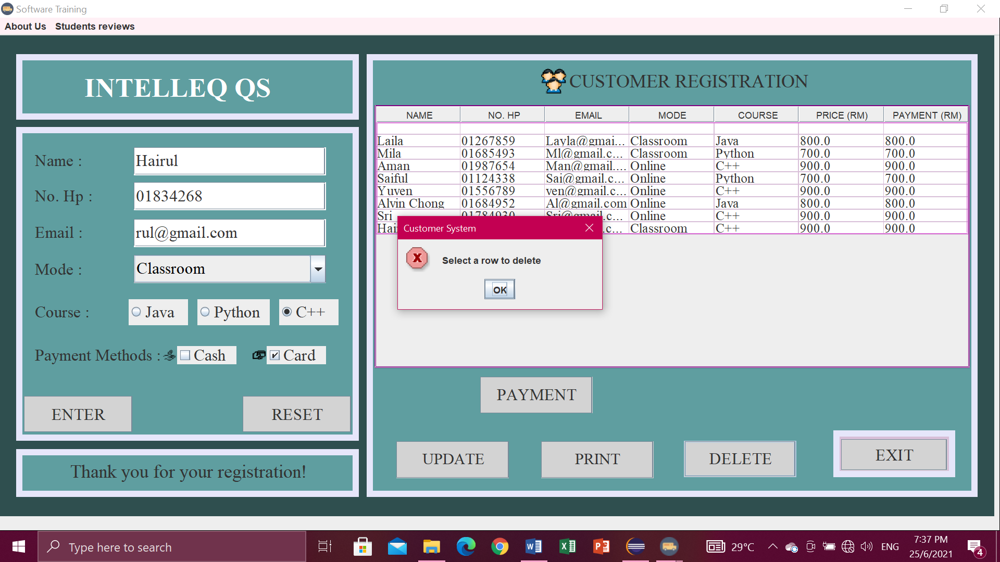 Software Training
About Us Students reviews
INTELLEQ QS
Name : Hairul
No. Hp : 01834268
Email : rul@gmail.com
Mode : Classroom
Course : Java Python C++
Payment Methods : Cash Card
ENTER RESET
Thank you for your registration!
CUSTOMER REGISTRATION
NAME NO. HP EMAIL MODE COURSE PRICE (RM) PAYMENT (RM)
Laila 01267859 Layla@gmai... Classroom Java 800.0 800.0
Mila 01685493 Ml@gmail.c... Classroom Python 700.0 700.0
Aman 01987654 Man@gmail.... Online C++ 900.0 900.0
Saiful 01124338 Sai@gmail.c... Online Python 700.0 700.0
Yuven 01556789 ven@gmail.c... Online C++ 900.0 900.0
Alvin Chong 01684952 Al@gmail.com Online Java 800.0 800.0
Sri 01784930 Sri@gmail.c... Online C++ 900.0 900.0
Hai .c... Classroom C++ 900.0 900.0
Customer System
X
Select a row to delete
OK
PAYMENT
UPDATE PRINT DELETE EXIT
Type here to search
29°C
ENG
7:37 PM
25/6/2021
4